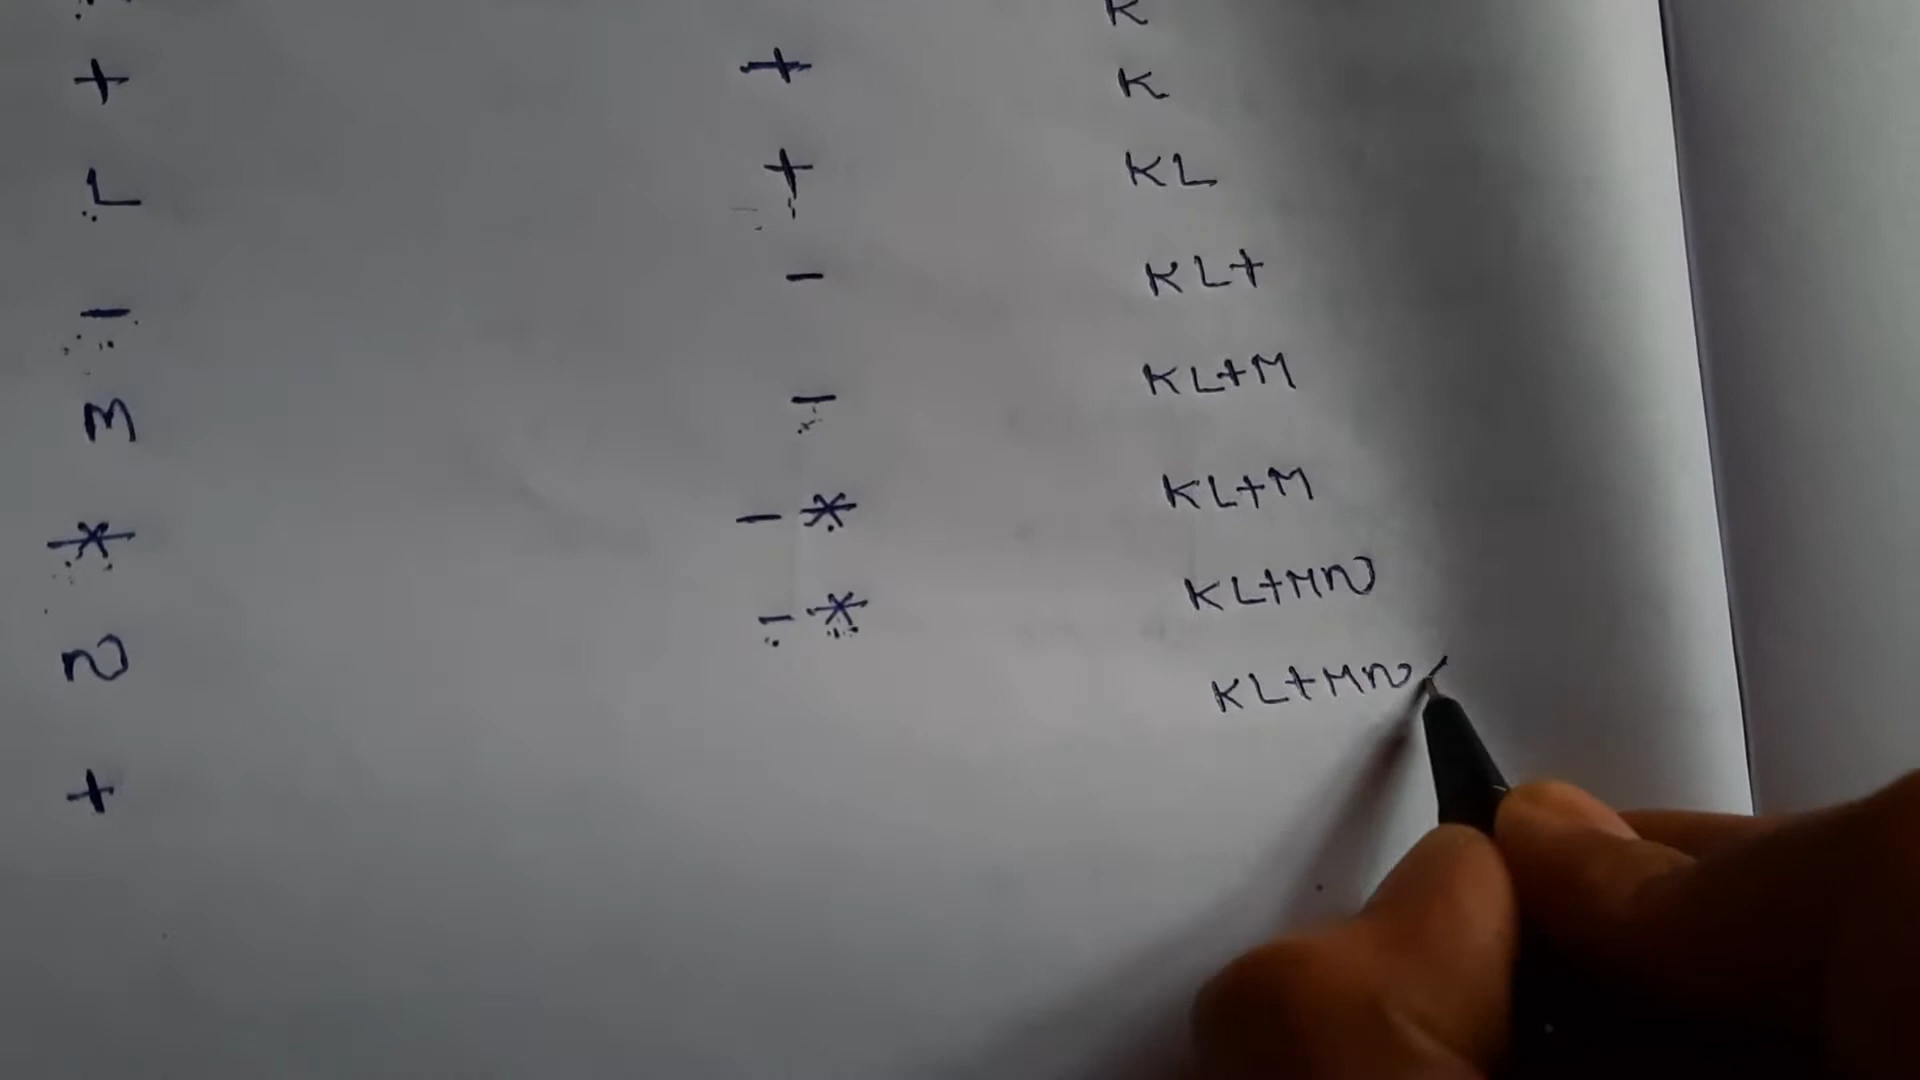 K
+ + K
L + KL
- - KL+
M - KL+M
* - * KL+M
N - * KL+MN
+ KL+MN